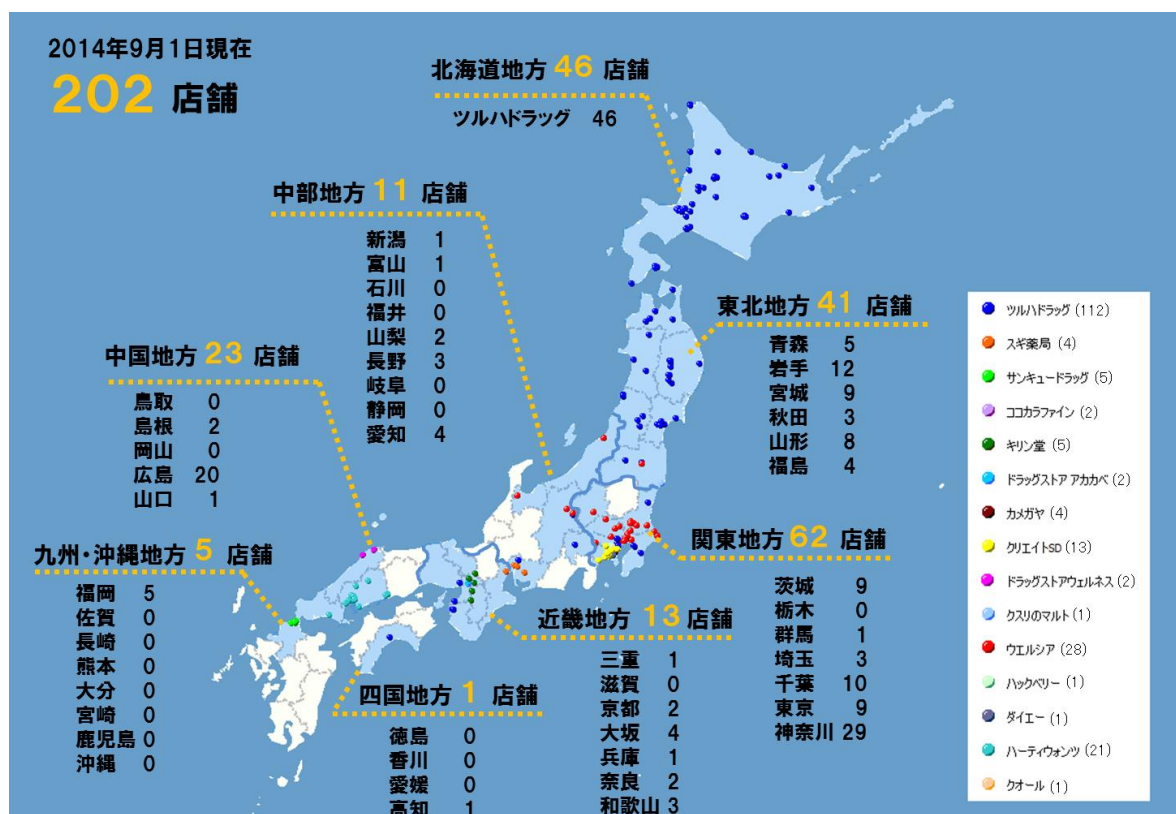 2014年9月1日現在
202 店舗
北海道地方 46 店舗
ツルハドラッグ 46
中部地方 11 店舗
新潟 1
富山 1
石川 0
福井 0
山梨 2
長野 3
岐阜 0
静岡 0
愛知 4
東北地方 41 店舗
青森 5
岩手 12
宮城 9
秋田 3
山形 8
福島 4
中国地方 23 店舗
鳥取 0
島根 2
岡山 0
広島 20
山口 1
九州・沖縄地方 5 店舗
福岡 5
佐賀 0
長崎 0
熊本 0
大分 0
宮崎 0
鹿児島 0
沖縄 0
四国地方 1 店舗
徳島 0
香川 0
愛媛 0
高知 1
近畿地方 13 店舗
三重 1
滋賀 0
京都 2
大坂 4
兵庫 1
奈良 2
和歌山 3
関東地方 62 店舗
茨城 9
栃木 0
群馬 1
埼玉 3
千葉 10
東京 9
神奈川 29
ツルハドラッグ (112)
スギ薬局 (4)
サンキュードラッグ (5)
ココカラファイン (2)
キリン堂 (5)
ドラッグストア アカカベ (2)
カメガヤ (4)
クリエイトSD (13)
ドラッグストアウェルネス (2)
クスリのマルト (1)
ウエルシア (28)
ハックベリー (1)
ダイエー (1)
ハーティウォンツ (21)
クオール (1)